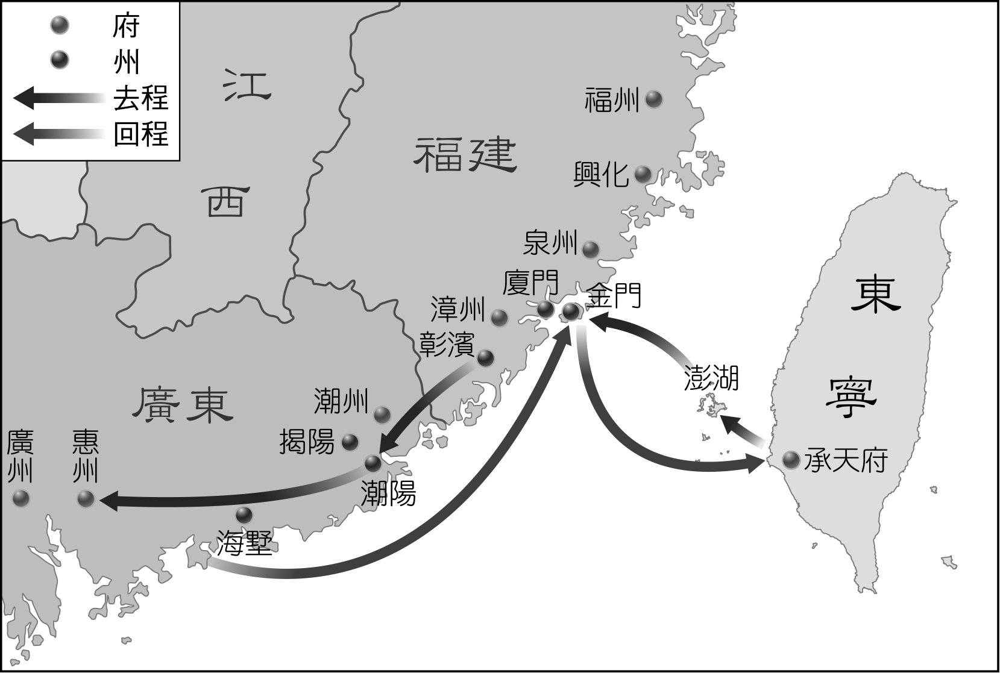 府
州
去程
回程
江
西
福建
福州
興化
泉州
廈門
金門
漳州
彰濱
澎湖
東
寧
承天府
廣東
潮州
揭陽
潮陽
廣州
惠州
海墅